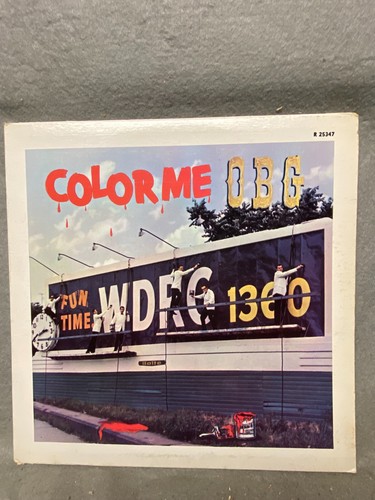 R 25347
COLOR ME OBG
FUN
TIME
WDRC 1360